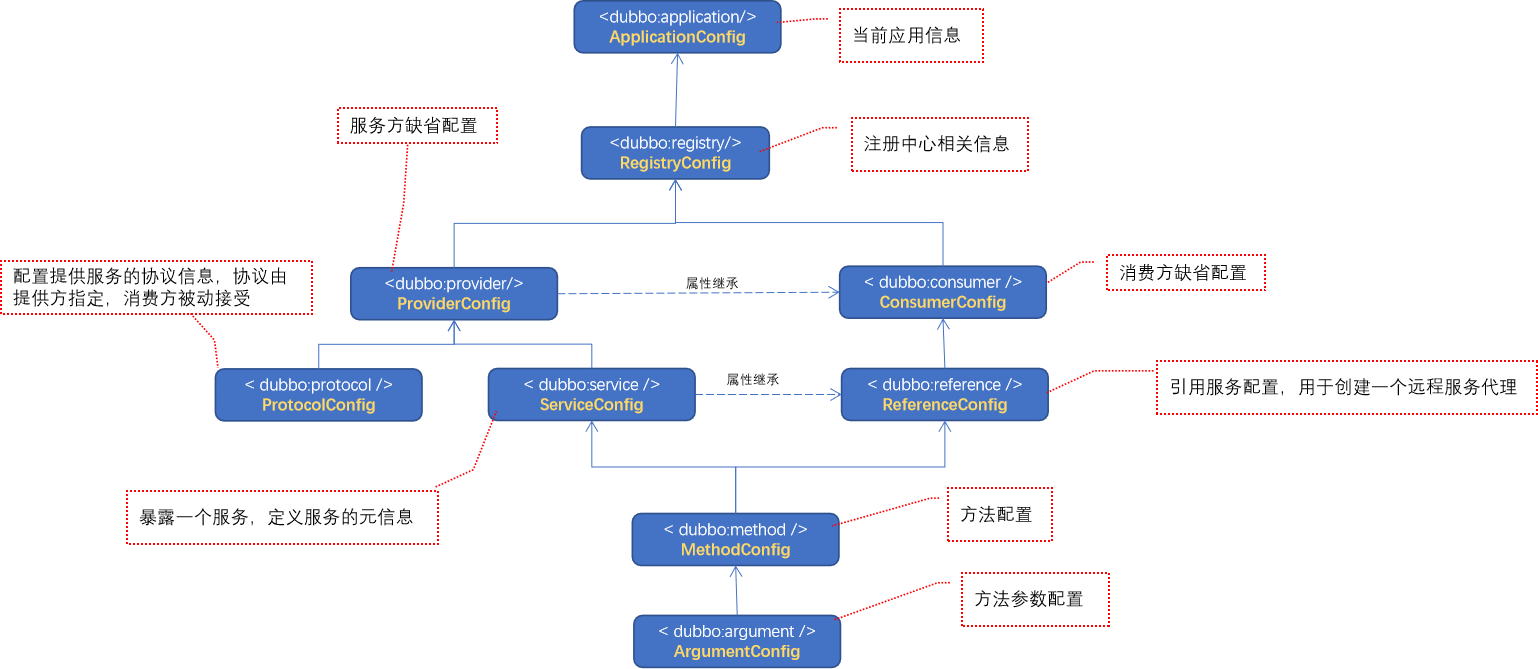 <dubbo:application/>
ApplicationConfig
当前应用信息
服务方缺省配置
<dubbo:registry/>
RegistryConfig
注册中心相关信息
配置提供服务的协议信息，协议由
提供方指定，消费方被动接受
<dubbo:provider/>
ProviderConfig
属性继承
< dubbo:consumer />
ConsumerConfig
消费方缺省配置
< dubbo:protocol />
ProtocolConfig
< dubbo:service />
ServiceConfig
属性继承
< dubbo:reference />
ReferenceConfig
引用服务配置，用于创建一个远程服务代理
暴露一个服务，定义服务的元信息
< dubbo:method />
MethodConfig
方法配置
< dubbo:argument />
ArgumentConfig
方法参数配置